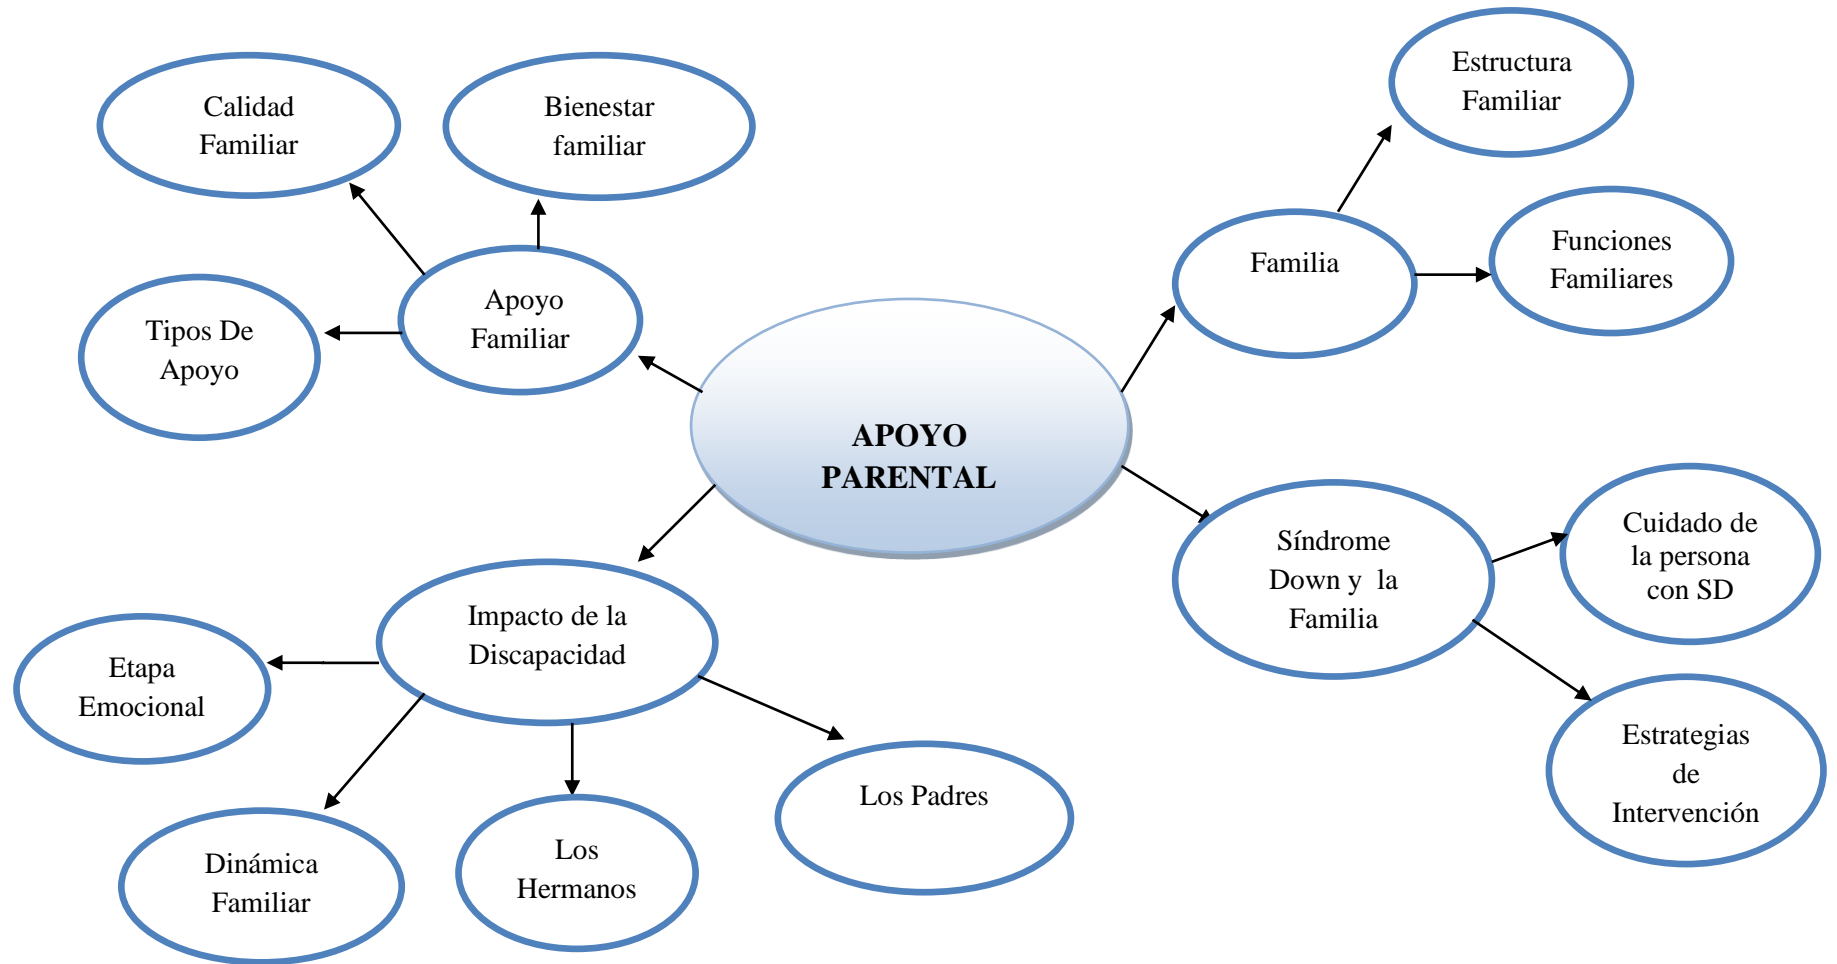 Calidad
Familiar
Bienestar
familiar
Estructura
Familiar
Funciones
Familiares
Familia
Apoyo
Familiar
Tipos De
Apoyo
APOYO
PARENTAL
Síndrome
Down y  la
Familia
Cuidado de
la persona
con SD
Estrategias
de
Intervención
Impacto de la
Discapacidad
Etapa
Emocional
Dinámica
Familiar
Los
Hermanos
Los Padres